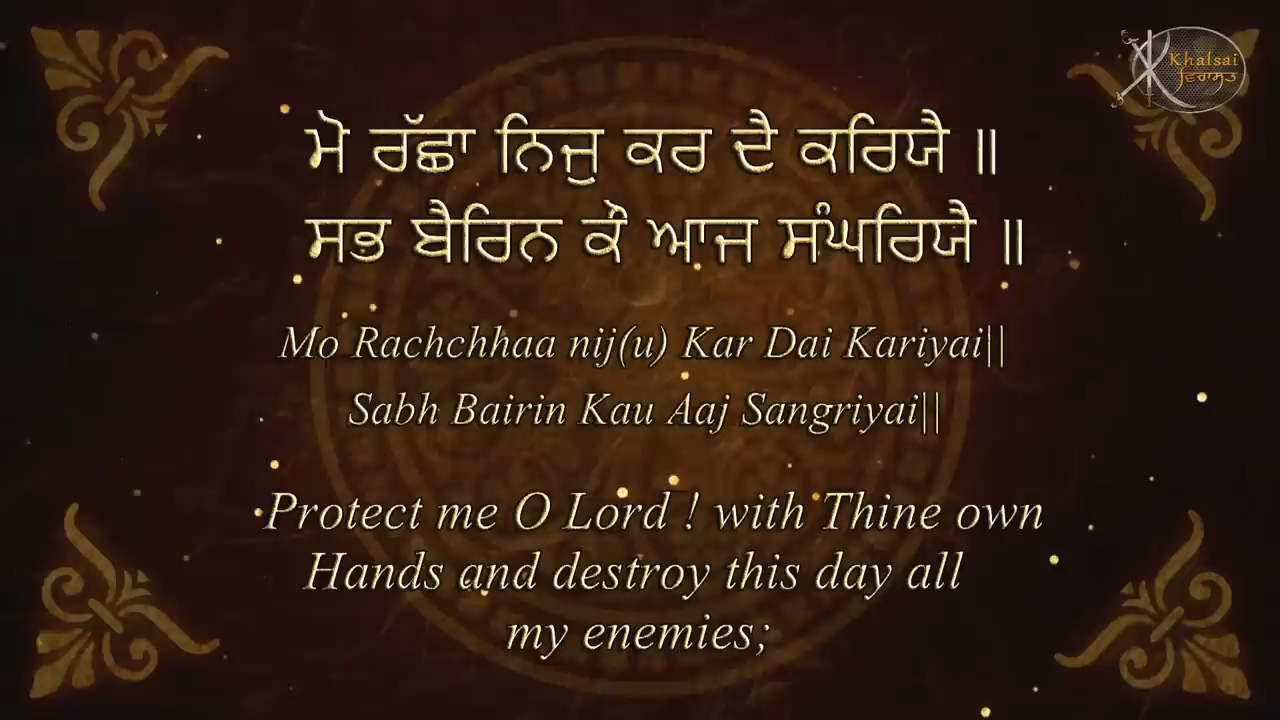 Khalsai
ਵਿਰਾਸਤ
ਮੋ ਰੱਛਾ ਨਿਜੁ ਕਰ ਦੈ ਕਰਿਯੈ ॥
ਸਭ ਬੈਰਿਨ ਕੌ ਆਜ ਸੰਘਰਿਯੈ ॥
Mo Rachchhaa nij(u) Kar Dai Kariyai||
Sabh Bairin Kau Aaj Sangriyai||
Protect me O Lord ! with Thine own
Hands and destroy this day all
my enemies;